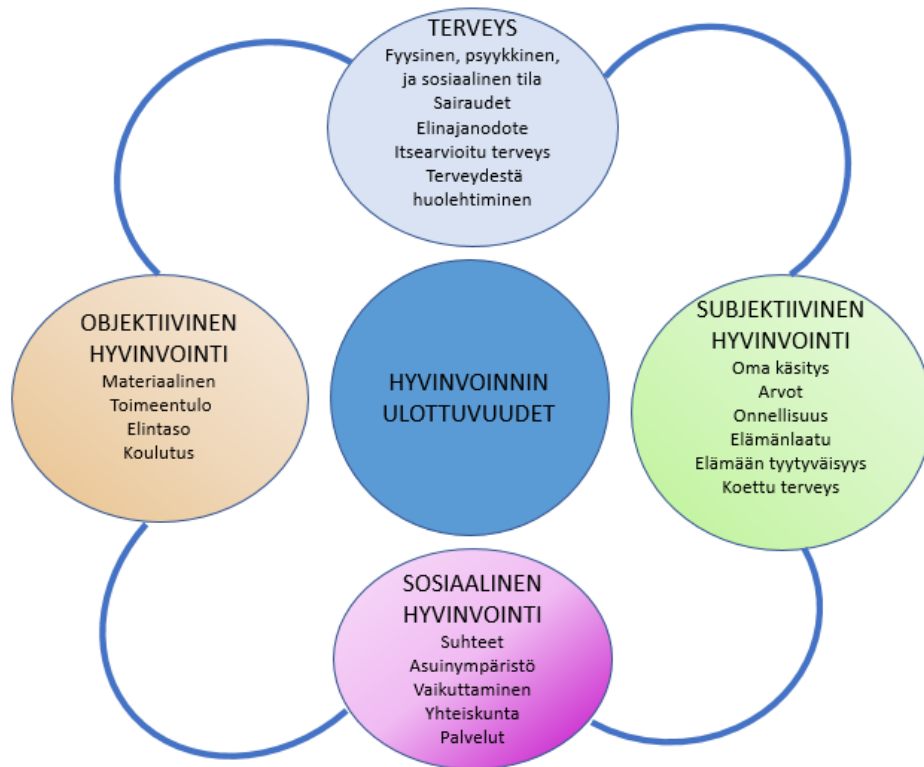 TERVEYS
Fyysinen, psyykkinen,
ja sosiaalinen tila
Sairaudet
Elinajanodote
Itsearvioitu terveys
Terveydestä
huolehtiminen
OBJEKTIIVINEN
HYVINVOINTI
Materiaalinen
Toimeentulo
Elintaso
Koulutus
HYVINVOINNIN
ULOTTUVUUDET
SUBJEKTIIVINEN
HYVINVOINTI
Oma käsitys
Arvot
Onnellisuus
Elämänlaatu
Elämään tyytyväisyys
Koettu terveys
SOSIAALINEN
HYVINVOINTI
Suhteet
Asuinympäristö
Vaikuttaminen
Yhteiskunta
Palvelut